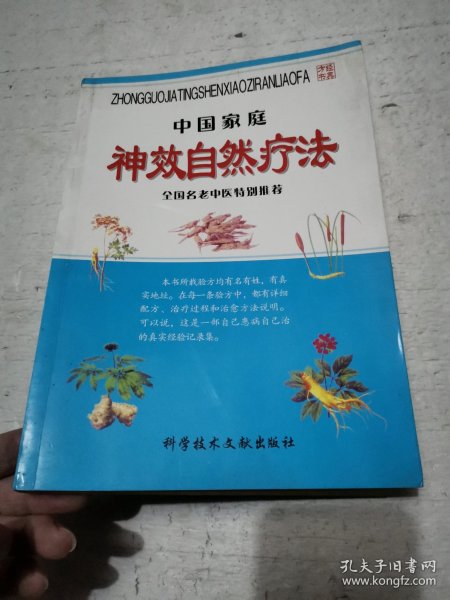 ZHONGGUOJIATINGSHENXIAOZIRANLIAOFA
经典
方书
中国家庭
神效自然疗法
全国名老中医特别推荐
本书所载验方均有名有姓，有真
实地址。在每一条验方中，都有详细
配方、治疗过程和治愈方法说明。
可以说，这是一部自己患病自己治
的真实经验记录集。
科学技术文献出版社
孔夫子旧书网
www.kongfz.com